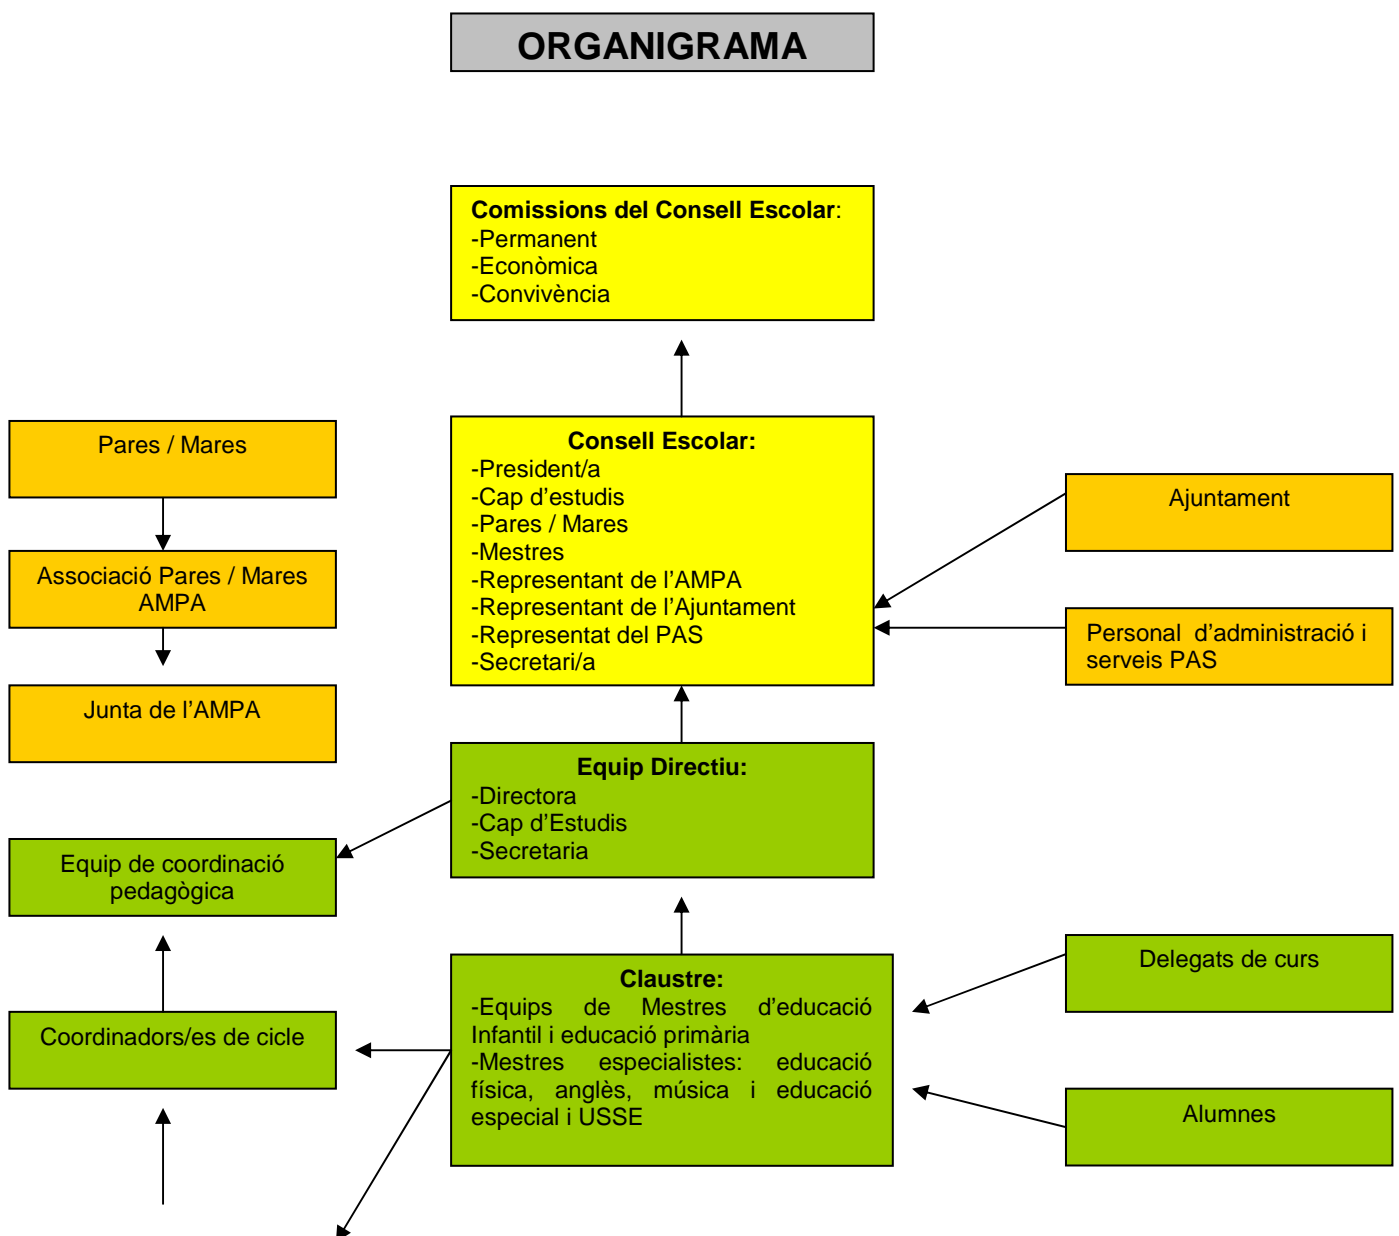 ORGANIGRAMA
Comissions del Consell Escolar:
-Permanent
-Econòmica
-Convivència
Pares / Mares
Associació Pares / Mares
AMPA
Junta de l’AMPA
Consell Escolar:
-President/a
-Cap d’estudis
-Pares / Mares
-Mestres
-Representant de l’AMPA
-Representant de l’Ajuntament
-Representat del PAS
-Secretari/a
Ajuntament
Personal d’administració i
serveis PAS
Equip Directiu:
-Directora
-Cap d’Estudis
-Secretaria
Equip de coordinació
pedagògica
Coordinadors/es de cicle
Claustre:
-Equips de Mestres d’educació
Infantil i educació primària
-Mestres especialistes: educació
física, anglès, música i educació
especial i USSE
Delegats de curs
Alumnes